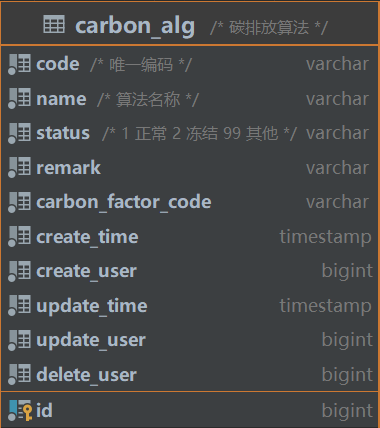 carbon_alg /* 碳排放算法 */
code /* 唯一编码 */ varchar
name /* 算法名称 */ varchar
status /* 1 正常 2 冻结 99 其他 */ varchar
remark varchar
carbon_factor_code varchar
create_time timestamp
create_user bigint
update_time timestamp
update_user bigint
delete_user bigint
id bigint